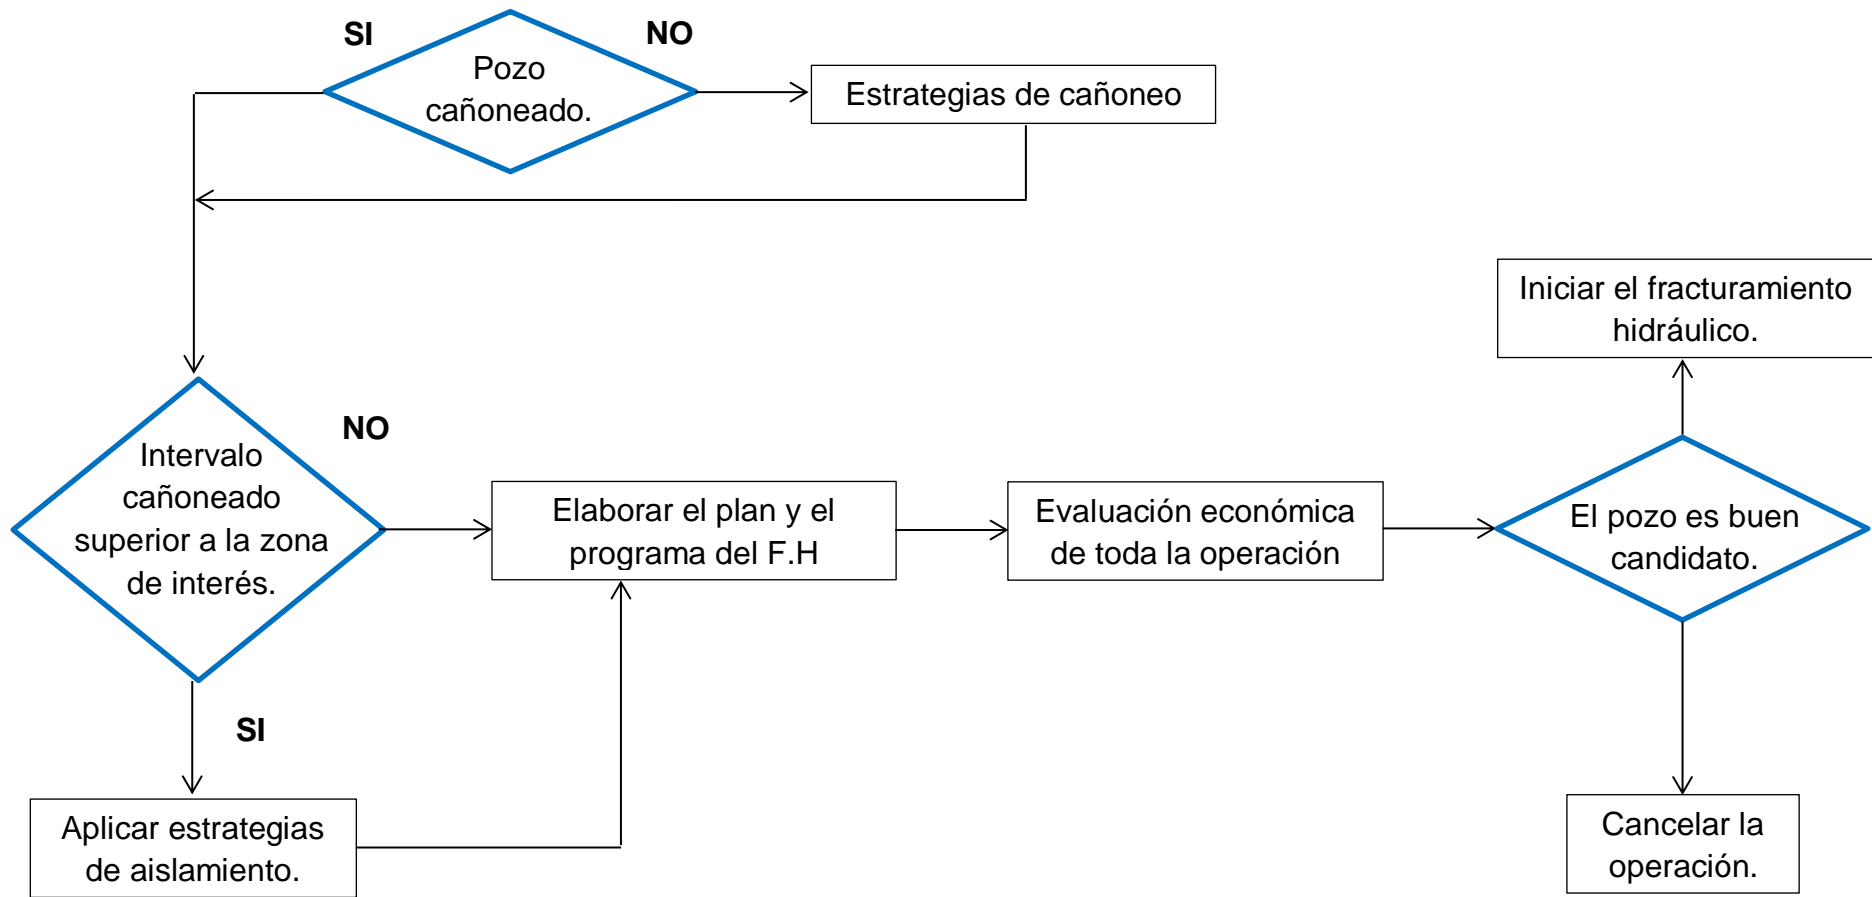 SI
NO
Pozo
cañoneado.
Estrategias de cañoneo
Iniciar el fracturamiento
hidráulico.
NO
Intervalo
cañoneado
superior a la zona
de interés.
Elaborar el plan y el
programa del F.H
Evaluación económica
de toda la operación
El pozo es buen
candidato.
SI
Aplicar estrategias
de aislamiento.
Cancelar la
operación.